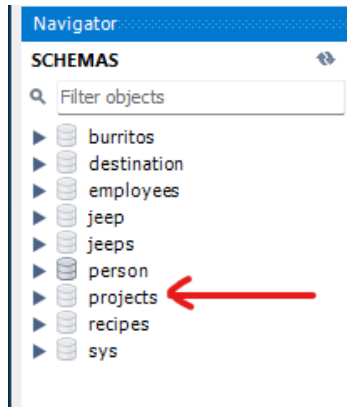 Navigator
SCHEMAS
Filter objects
burritos
destination
employees
jeep
jeeps
person
projects
recipes
sys